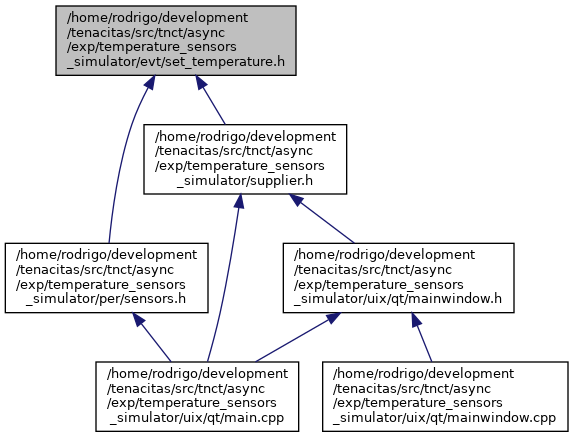 /home/rodrigo/development
/tenacitas/src/tnct/async
/exp/temperature_sensors
_simulator/evt/set_temperature.h
/home/rodrigo/development
/tenacitas/src/tnct/async
/exp/temperature_sensors
_simulator/supplier.h
/home/rodrigo/development
/tenacitas/src/tnct/async
/exp/temperature_sensors
_simulator/per/sensors.h
/home/rodrigo/development
/tenacitas/src/tnct/async
/exp/temperature_sensors
_simulator/uix/qt/mainwindow.h
/home/rodrigo/development
/tenacitas/src/tnct/async
/exp/temperature_sensors
_simulator/uix/qt/main.cpp
/home/rodrigo/development
/tenacitas/src/tnct/async
/exp/temperature_sensors
_simulator/uix/qt/mainwindow.cpp